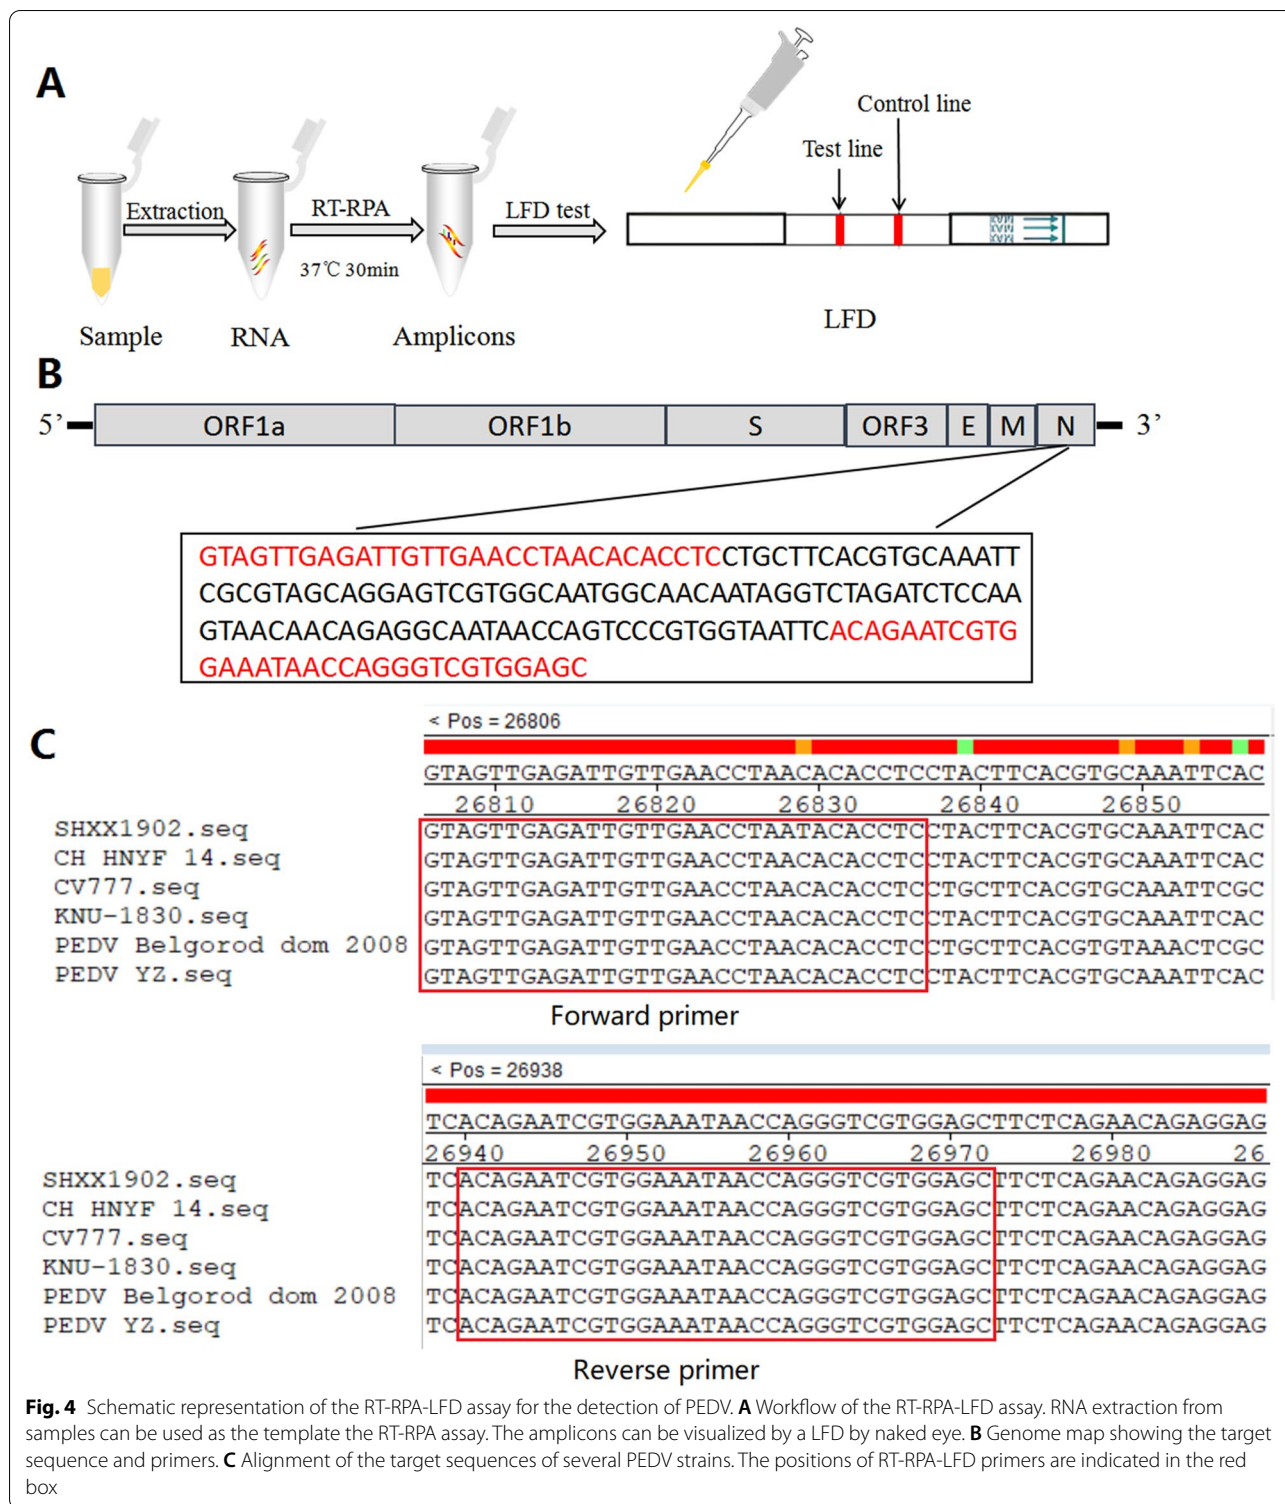 A
Control line
Test line
Extraction
RT-RPA
LFD test
37℃ 30min
Sample
RNA
Amplicons
LFD
B
5’
ORF1a
ORF1b
S
ORF3
E
M
N
3’
GTAGTTGAGATTGTTGAACCTAACACACCTCCTGCTTCACGTGCAAATT
CGCGTAGCAGGAGTCGTGGCAATGGCAACAATAGGTCTAGATCTCCAA
GTAACAACAGAGGCAATAACCAGTCCCGTGGTAATTCACAGAATCGTG
GAAATAACCAGGGTCGTGGAGC
C
< Pos = 26806
GTAGTTGAGATTGTTGAACCTAACACACCTCCTACTTCACGTGCAAATTCAC
26810 26820 26830 26840 26850
SHXX1902.seq GTAGTTGAGATTGTTGAACCTAATACACCTCCTACTTCACGTGCAAATTCAC
CH HNYF 14.seq GTAGTTGAGATTGTTGAACCTAACACACCTCCTACTTCACGTGCAAATTCAC
CV777.seq GTAGTTGAGATTGTTGAACCTAACACACCTCCTGCTTCACGTGCAAATTCGC
KNU-1830.seq GTAGTTGAGATTGTTGAACCTAACACACCTCCTACTTCACGTGCAAATTCAC
PEDV Belgorod dom 2008 GTAGTTGAGATTGTTGAACCTAACACACCTCCTGCTTCACGTGTAAACTCGC
PEDV YZ.seq GTAGTTGAGATTGTTGAACCTAACACACCTCCTACTTCACGTGCAAATTCAC
Forward primer
< Pos = 26938
TCACAGAATCGTGGAAATAACCAGGGTCGTGGAGCTTCTCAGAACAGAGGAG
26940 26950 26960 26970 26980 26
SHXX1902.seq TCACAGAATCGTGGAAATAACCAGGGTCGTGGAGCTTCTCAGAACAGAGGAG
CH HNYF 14.seq TCACAGAATCGTGGAAATAACCAGGGTCGTGGAGCTTCTCAGAACAGAGGAG
CV777.seq TCACAGAATCGTGGAAATAACCAGGGTCGTGGAGCTTCTCAGAACAGAGGAG
KNU-1830.seq TCACAGAATCGTGGAAATAACCAGGGTCGTGGAGCTTCTCAGAACAGAGGAG
PEDV Belgorod dom 2008 TCACAGAATCGTGGAAATAACCAGGGTCGTGGAGCTTCTCAGAACAGAGGAG
PEDV YZ.seq TCACAGAATCGTGGAAATAACCAGGGTCGTGGAGCTTCTCAGAACAGAGGAG
Reverse primer
Fig. 4 Schematic representation of the RT-RPA-LFD assay for the detection of PEDV. A Workflow of the RT-RPA-LFD assay. RNA extraction from
samples can be used as the template the RT-RPA assay. The amplicons can be visualized by a LFD by naked eye. B Genome map showing the target
sequence and primers. C Alignment of the target sequences of several PEDV strains. The positions of RT-RPA-LFD primers are indicated in the red
box